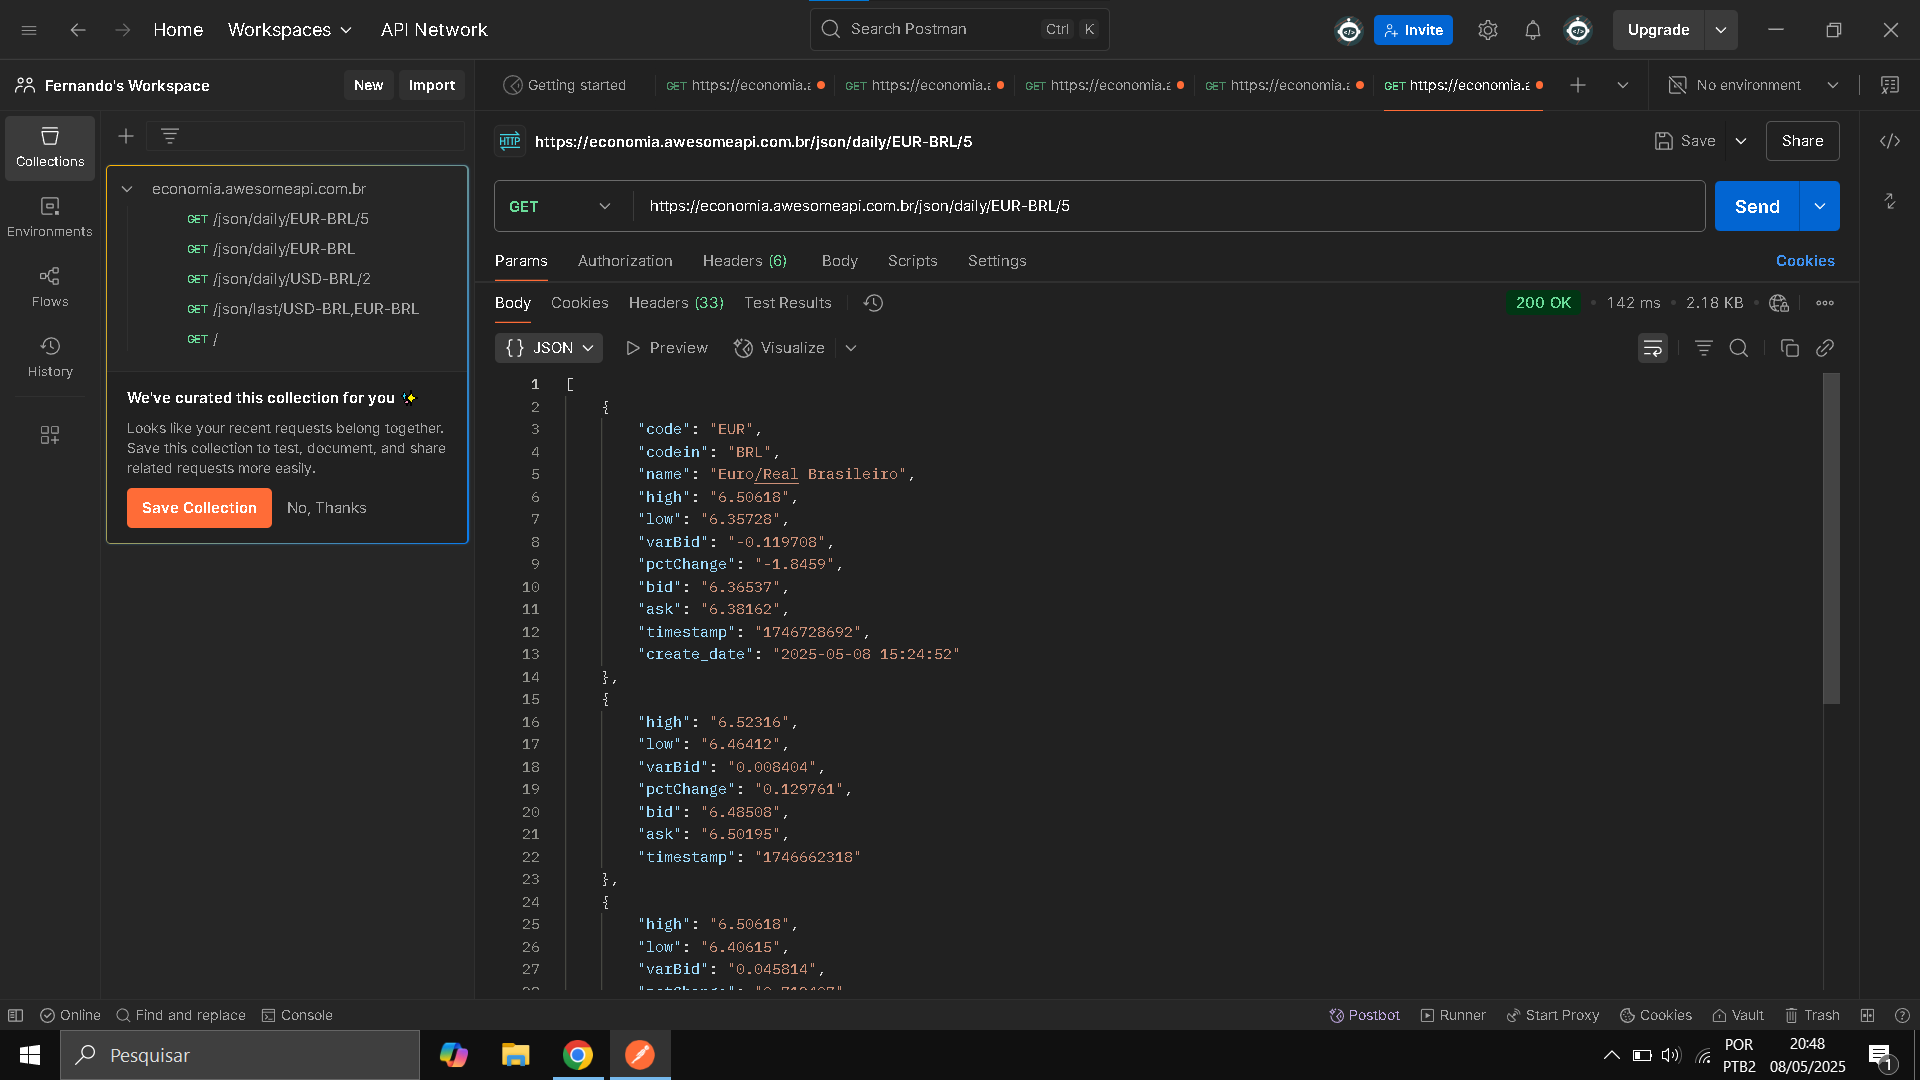 Home
Workspaces
API Network
Search Postman
Ctrl K
Invite
Upgrade
Fernando's Workspace
New
Import
Getting started
GET https://economia.a
GET https://economia.a
GET https://economia.a
GET https://economia.a
GET https://economia.a
No environment
Collections
Environments
Flows
History
economia.awesomeapi.com.br
GET /json/daily/EUR-BRL/5
GET /json/daily/EUR-BRL
GET /json/daily/USD-BRL/2
GET /json/last/USD-BRL,EUR-BRL
GET /
We've curated this collection for you
Looks like your recent requests belong together.
Save this collection to test, document, and share
related requests more easily.
Save Collection
No, Thanks
HTTP
https://economia.awesomeapi.com.br/json/daily/EUR-BRL/5
Save
Share
GET
https://economia.awesomeapi.com.br/json/daily/EUR-BRL/5
Send
Params
Authorization
Headers (6)
Body
Scripts
Settings
Cookies
Body
Cookies
Headers (33)
Test Results
200 OK
142 ms
2.18 KB
{} JSON
Preview
Visualize
1 [
2 {
3 "code": "EUR",
4 "codein": "BRL",
5 "name": "Euro/Real Brasileiro",
6 "high": "6.50618",
7 "low": "6.35728",
8 "varBid": "-0.119708",
9 "pctChange": "-1.8459",
10 "bid": "6.36537",
11 "ask": "6.38162",
12 "timestamp": "1746728692",
13 "create_date": "2025-05-08 15:24:52"
14 },
15 {
16 "high": "6.52316",
17 "low": "6.46412",
18 "varBid": "0.008404",
19 "pctChange": "0.129761",
20 "bid": "6.48508",
21 "ask": "6.50195",
22 "timestamp": "1746662318"
23 },
24 {
25 "high": "6.50618",
26 "low": "6.40615",
27 "varBid": "0.045814",
Online
Find and replace
Console
Postbot
Runner
Start Proxy
Cookies
Vault
Trash
Pesquisar
POR
PTB2
20:48
08/05/2025
1